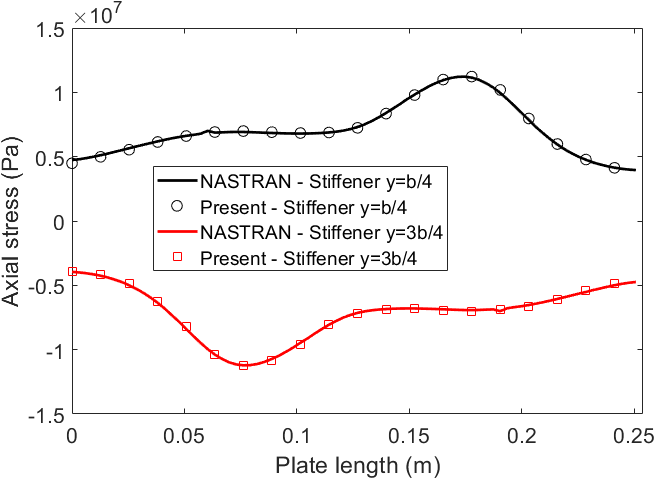 ×10⁷
1.5
1
0.5
0
-0.5
-1
-1.5
Axial stress (Pa)
NASTRAN - Stiffener y=b/4
Present - Stiffener y=b/4
NASTRAN - Stiffener y=3b/4
Present - Stiffener y=3b/4
0 0.05 0.1 0.15 0.2 0.25
Plate length (m)